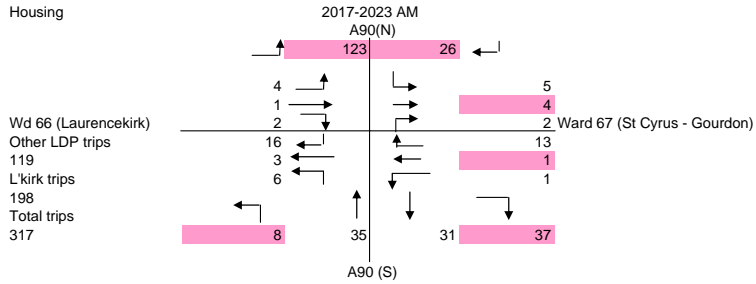 Housing 2017-2023 AM
A90(N)
123 26
4 5
1 4
Wd 66 (Laurencekirk) 2 2 Ward 67 (St Cyrus - Gourdon)
Other LDP trips 16 13
119 3 1
L'kirk trips 6 1
198
Total trips
317 8 35 31 37
A90 (S)